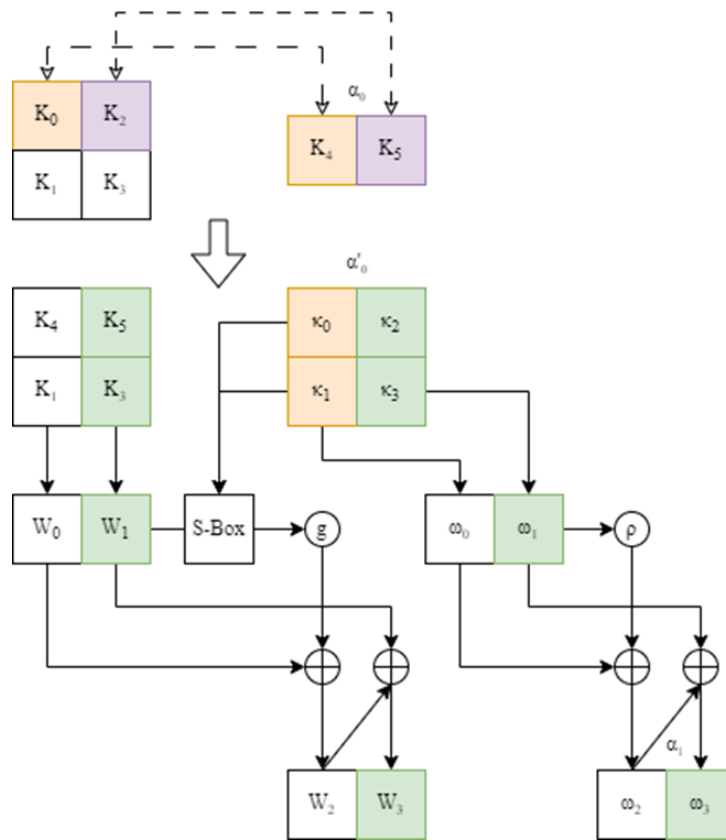 α₀
K₀ K₂
K₄ K₅
K₁ K₃
α'₀
K₄ K₅ κ₀ κ₂
K₁ K₃ κ₁ κ₃
W₀ W₁ S-Box g ω₀ ω₁ ρ
α₁
W₂ W₃ ω₂ ω₃